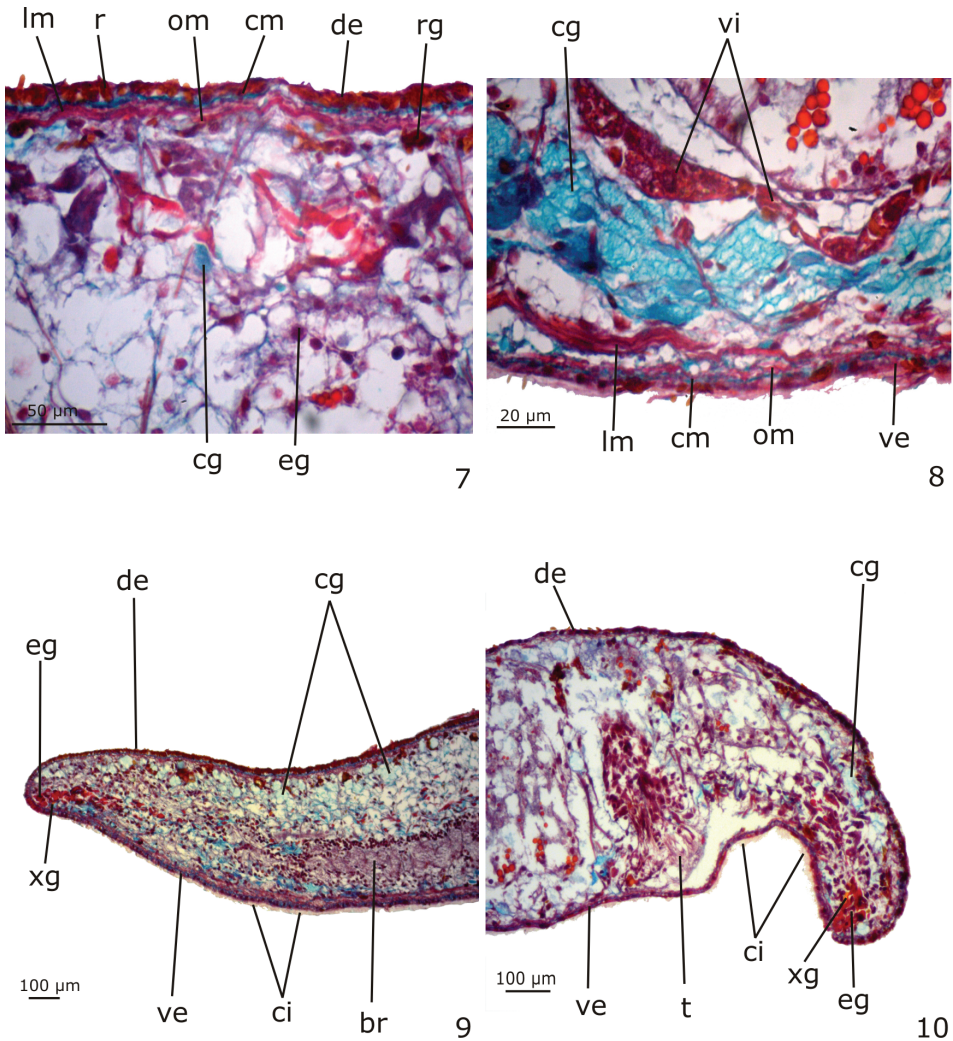 lm r om cm de rg
50 µm
cg eg
7
cg vi
20 µm
lm cm om ve
8
de cg
eg
xg
100 µm
ve ci br
9
de cg
100 µm
ve t ci xg eg
10